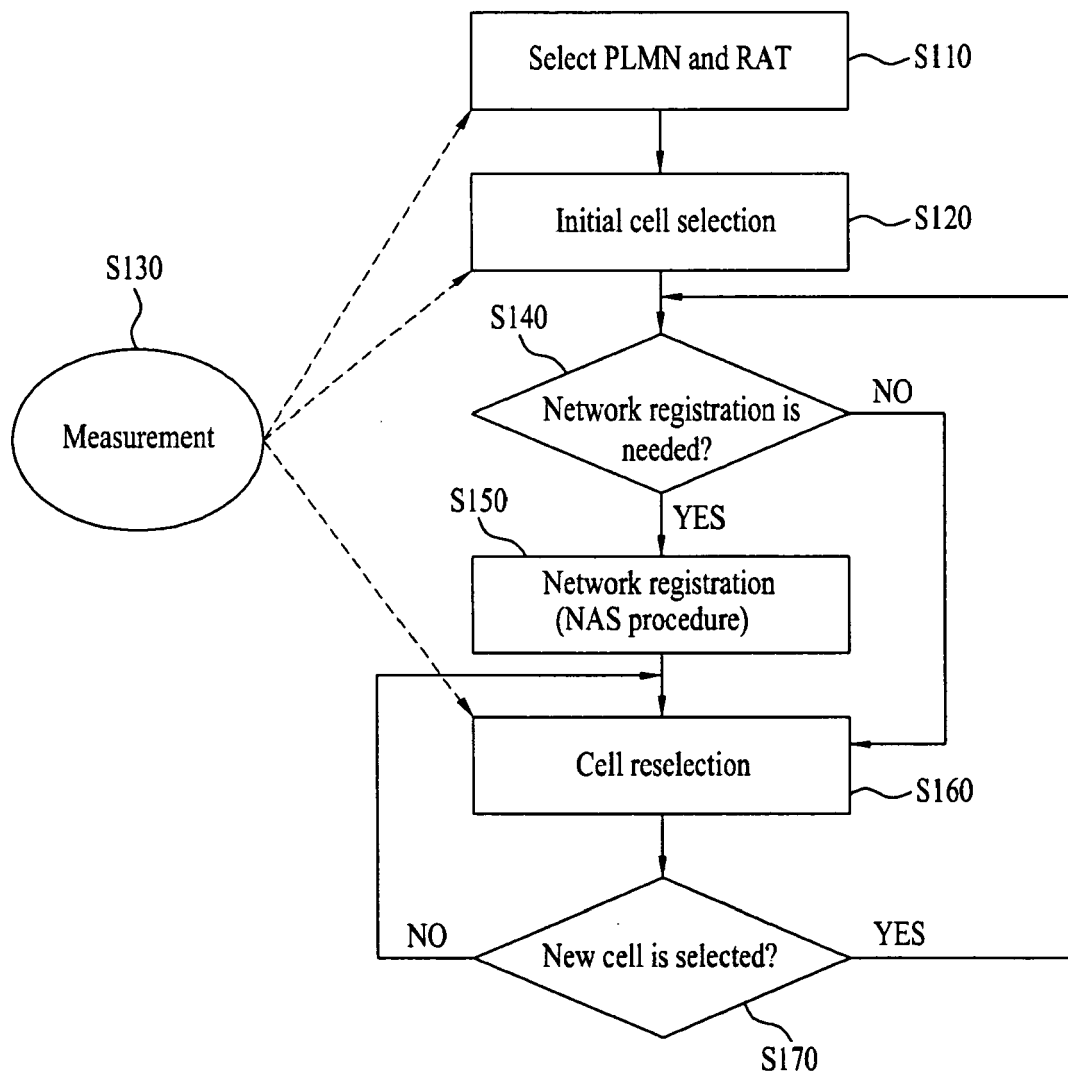 Select PLMN and RAT
S110
Initial cell selection
S120
S130
Measurement
S140
Network registration is
needed?
NO
YES
S150
Network registration
(NAS procedure)
Cell reselection
S160
NO
New cell is selected?
YES
S170